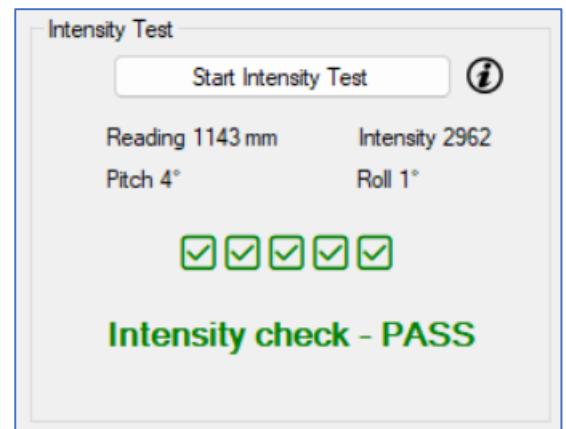 Intensity Test
Start Intensity Test
Reading 1143 mm Intensity 2962
Pitch 4° Roll 1°
Intensity check - PASS